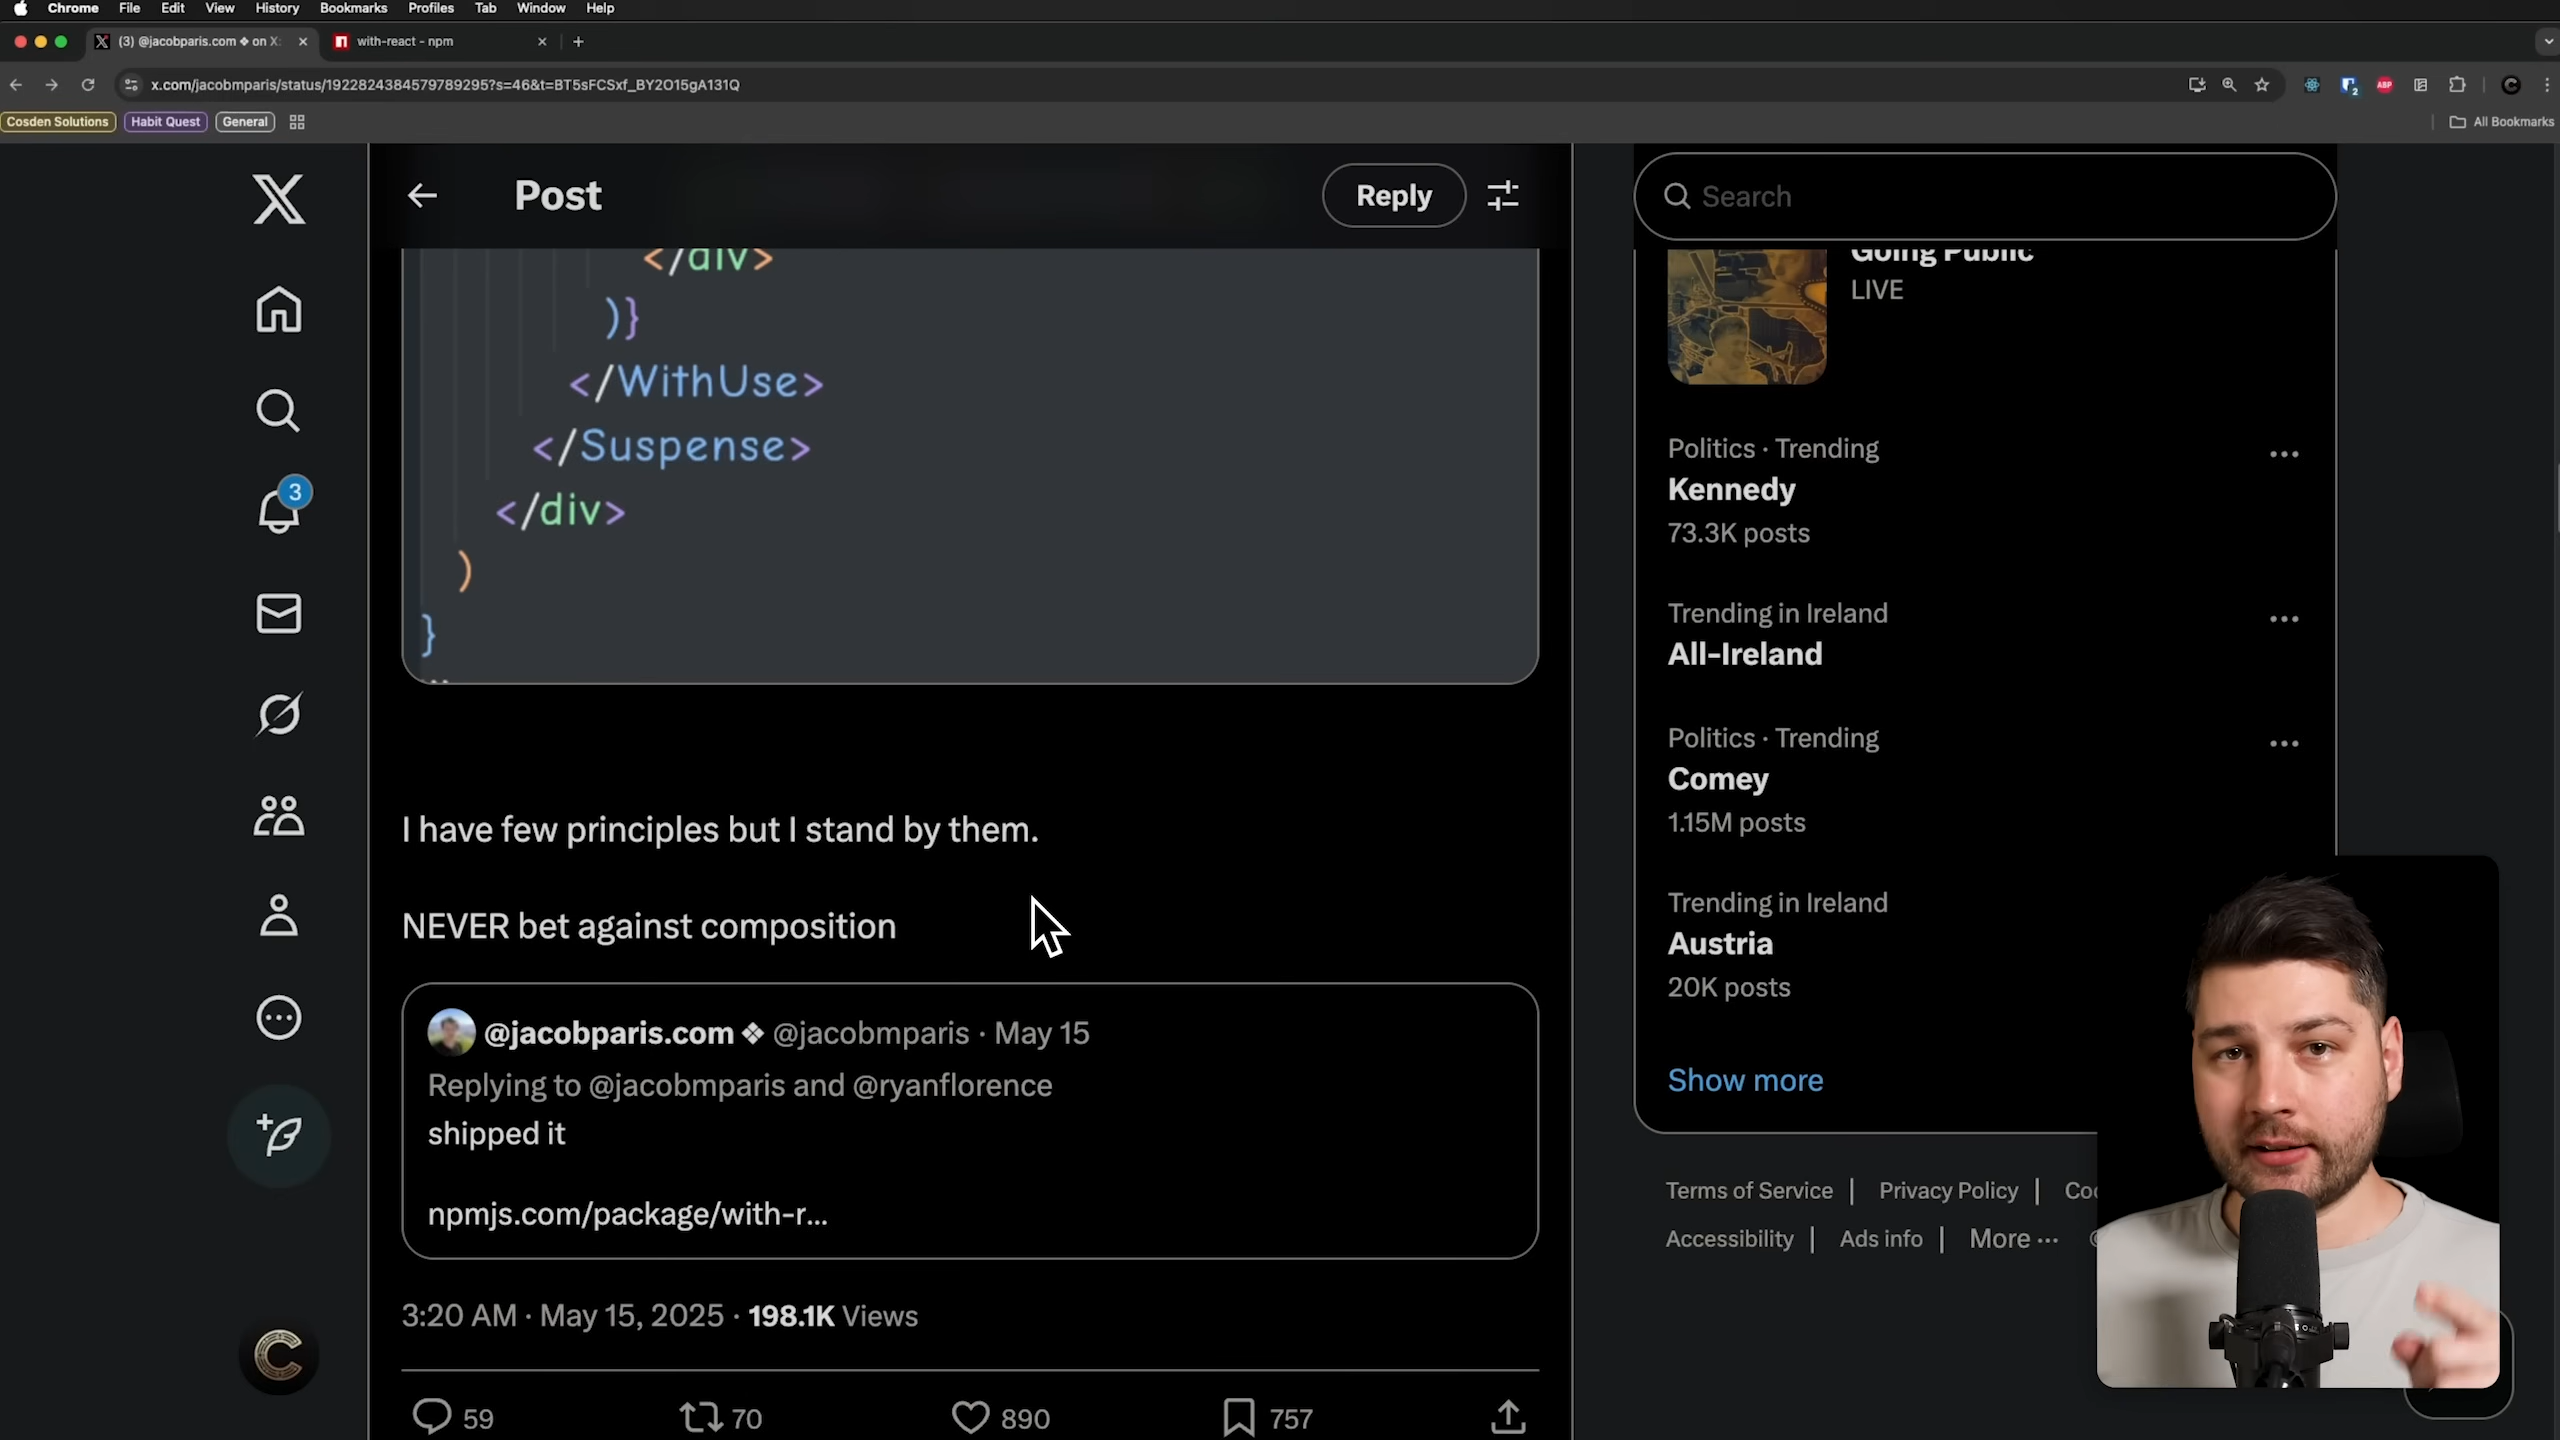 Chrome File Edit View History Bookmarks Profiles Tab Window Help
(3) @jacobparis.com ❖ on X:
with-react - npm
x.com/jacobmparis/status/1922824384579789295?s=46&t=BT5sFCSxf_BY2O15gA131Q
ABP
2
Cosden Solutions
Habit Quest
General
All Bookmarks
Post
Reply
Search
</div>
)}
</WithUse>
</Suspense>
</div>
)
}
3
I have few principles but I stand by them.
NEVER bet against composition
@jacobparis.com ❖ @jacobmparis · May 15
Replying to @jacobmparis and @ryanflorence
shipped it
npmjs.com/package/with-r...
3:20 AM · May 15, 2025 · 198.1K Views
59
70
890
757
Going Public
LIVE
Politics · Trending
Kennedy
73.3K posts
Trending in Ireland
All-Ireland
Politics · Trending
Comey
1.15M posts
Trending in Ireland
Austria
20K posts
Show more
Terms of Service | Privacy Policy | Coo
Accessibility | Ads info | More ··· ©